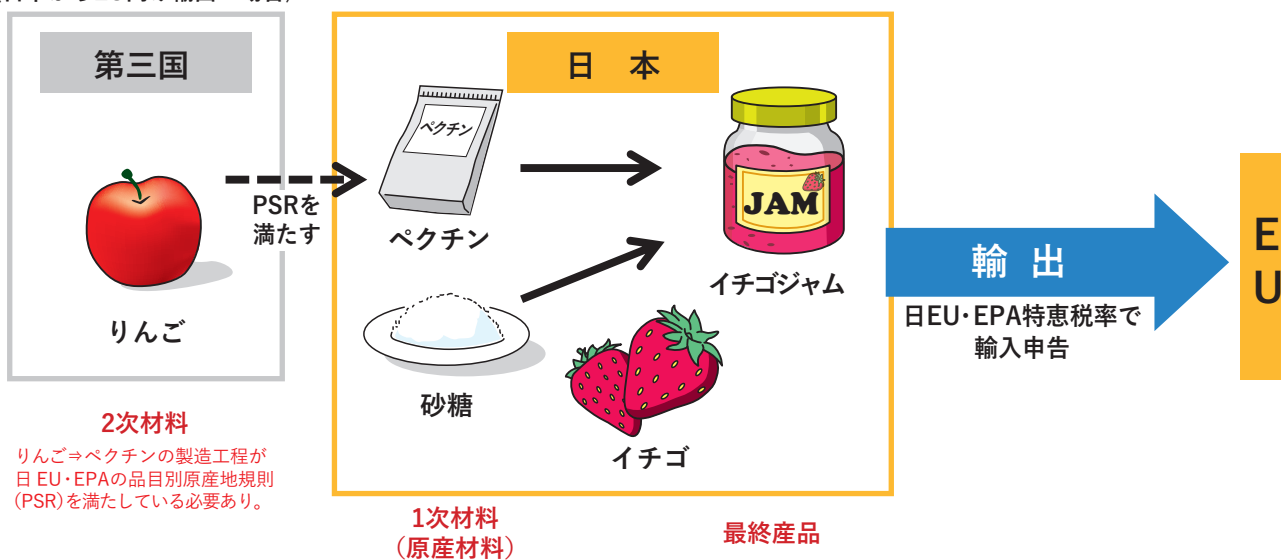 第三国
日 本
ペクチン
JAM
PSRを
満たす
ペクチン
イチゴジャム
りんご
砂糖
イチゴ
輸 出
日EU・EPA特恵税率で
輸入申告
E
U
2次材料
りんご⇒ペクチンの製造工程が
日EU・EPAの品目別原産地規則
(PSR)を満たしている必要あり。
1次材料
（原産材料）
最終産品